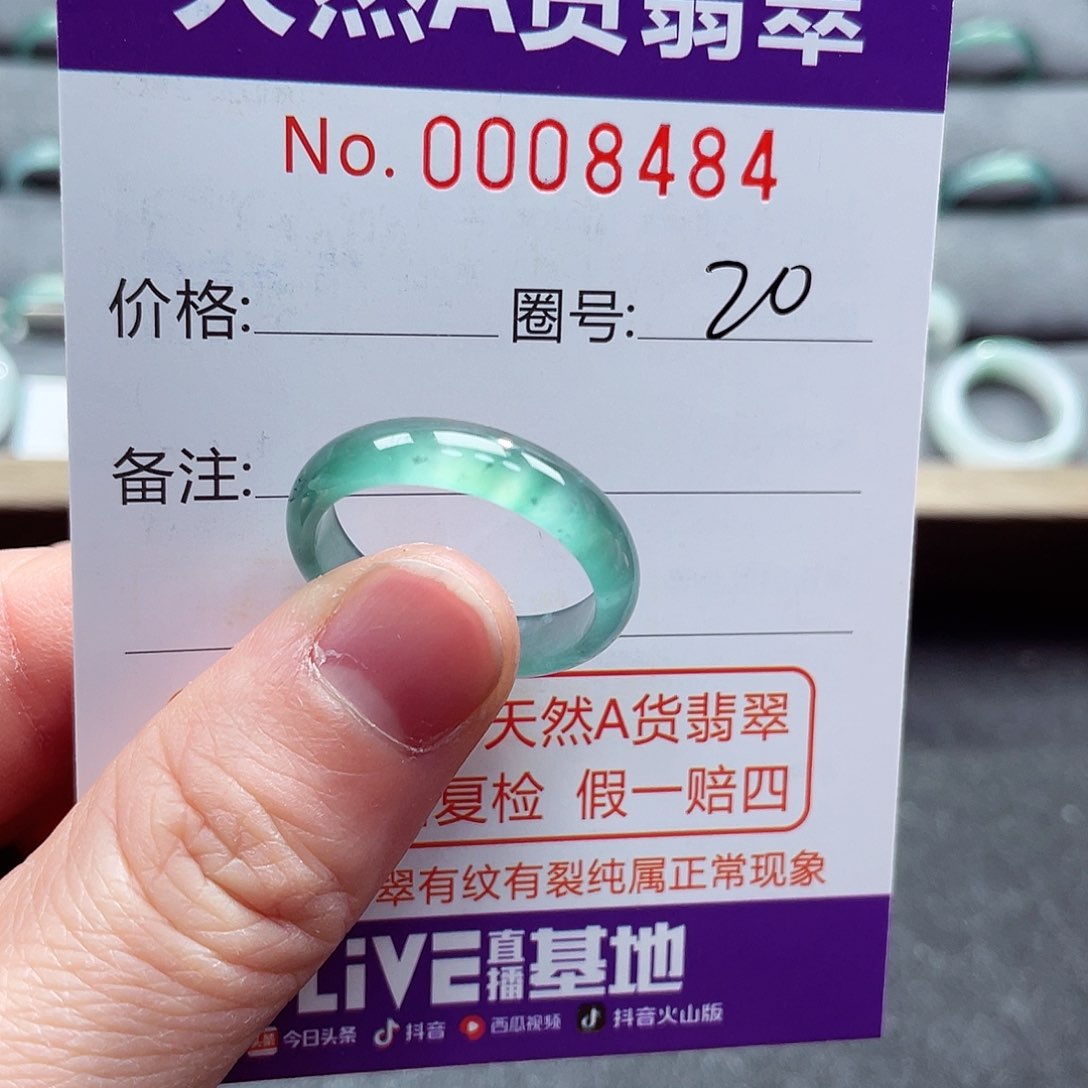 天然A货翡翠
No. 0008484
价格: 圈号: 20
备注:
天然A货翡翠
复检 假一赔四
翠有纹有裂纯属正常现象
LiVE直播基地
今日头条 抖音 西瓜视频 抖音火山版